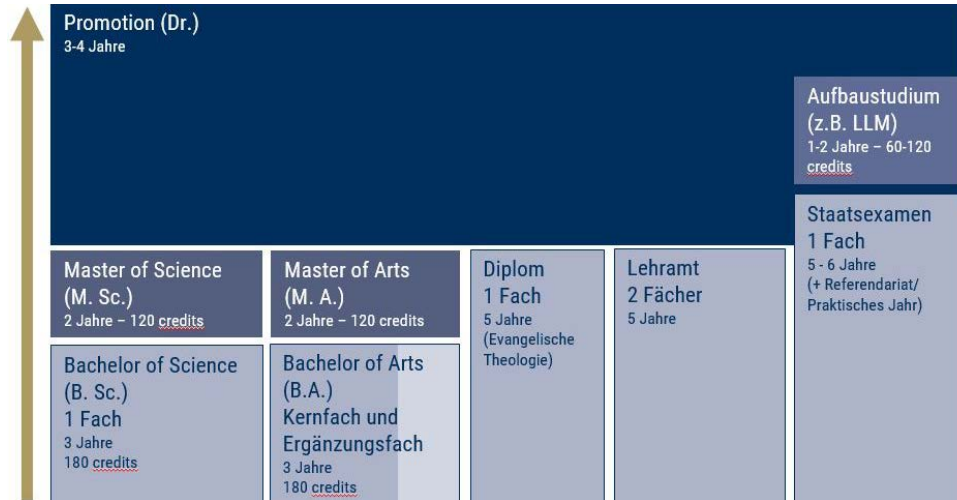 Promotion (Dr.)
3-4 Jahre
Aufbaustudium
(z.B. LLM)
1-2 Jahre – 60-120
credits
Staatsexamen
1 Fach
5 - 6 Jahre
(+ Referendariat/
Praktisches Jahr)
Master of Science
(M. Sc.)
2 Jahre – 120 credits
Master of Arts
(M. A.)
2 Jahre – 120 credits
Diplom
1 Fach
5 Jahre
(Evangelische
Theologie)
Lehramt
2 Fächer
5 Jahre
Bachelor of Science
(B. Sc.)
1 Fach
3 Jahre
180 credits
Bachelor of Arts
(B.A.)
Kernfach und
Ergänzungsfach
3 Jahre
180 credits